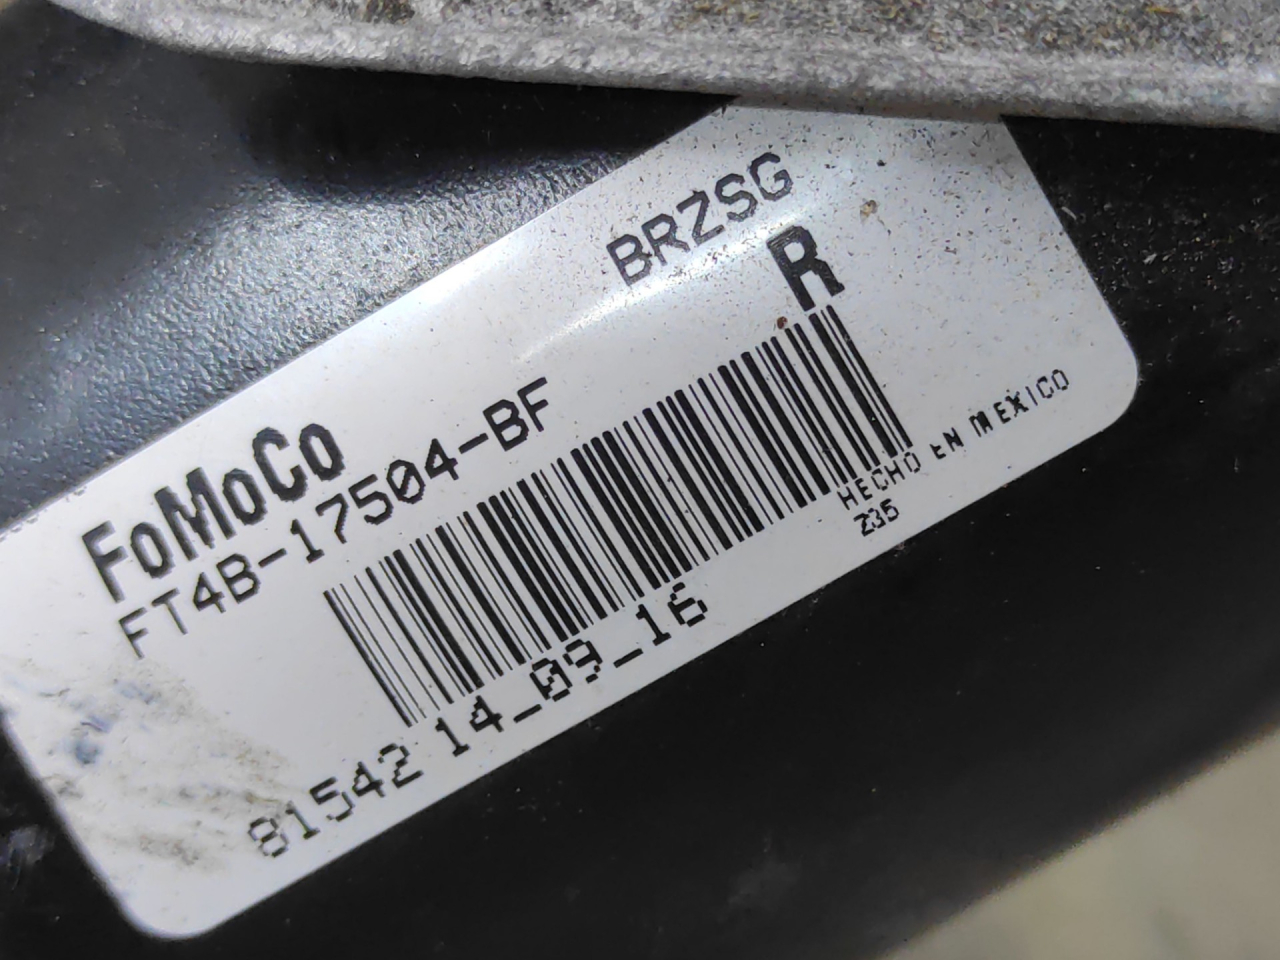 BRZSG
R
FoMoCo
FT4B-17504-BF
HECHO EN MEXICO
Z35
81542 14_09_16